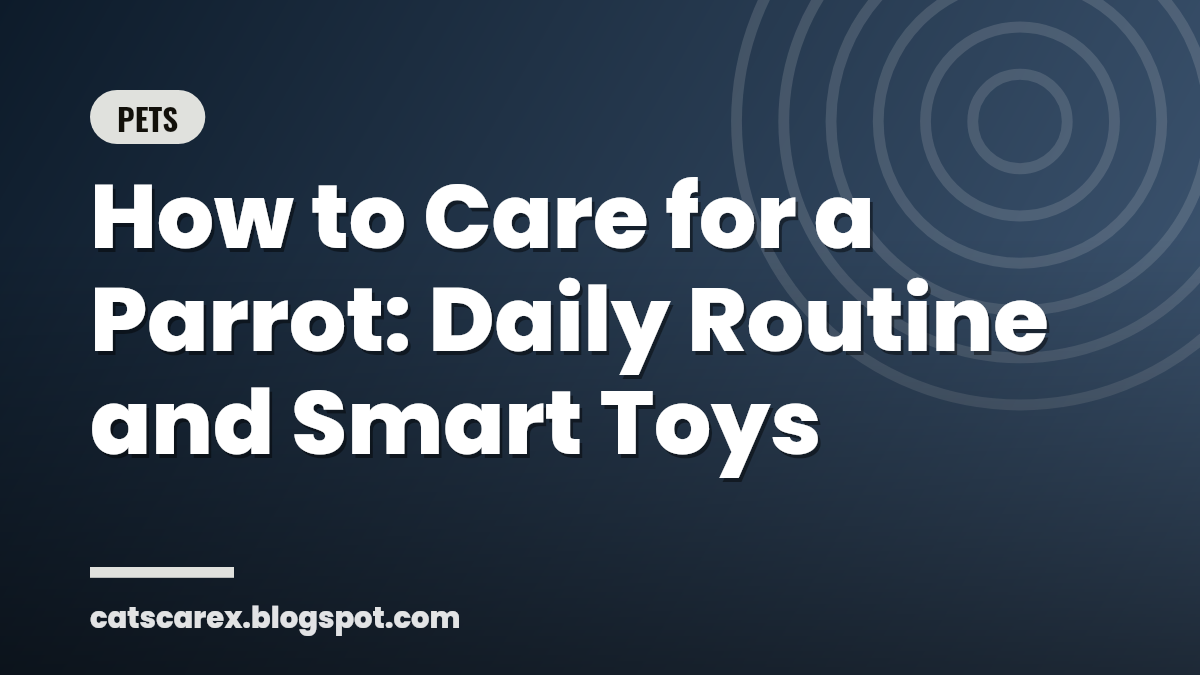 PETS
How to Care for a
Parrot: Daily Routine
and Smart Toys
catscarex.blogspot.com